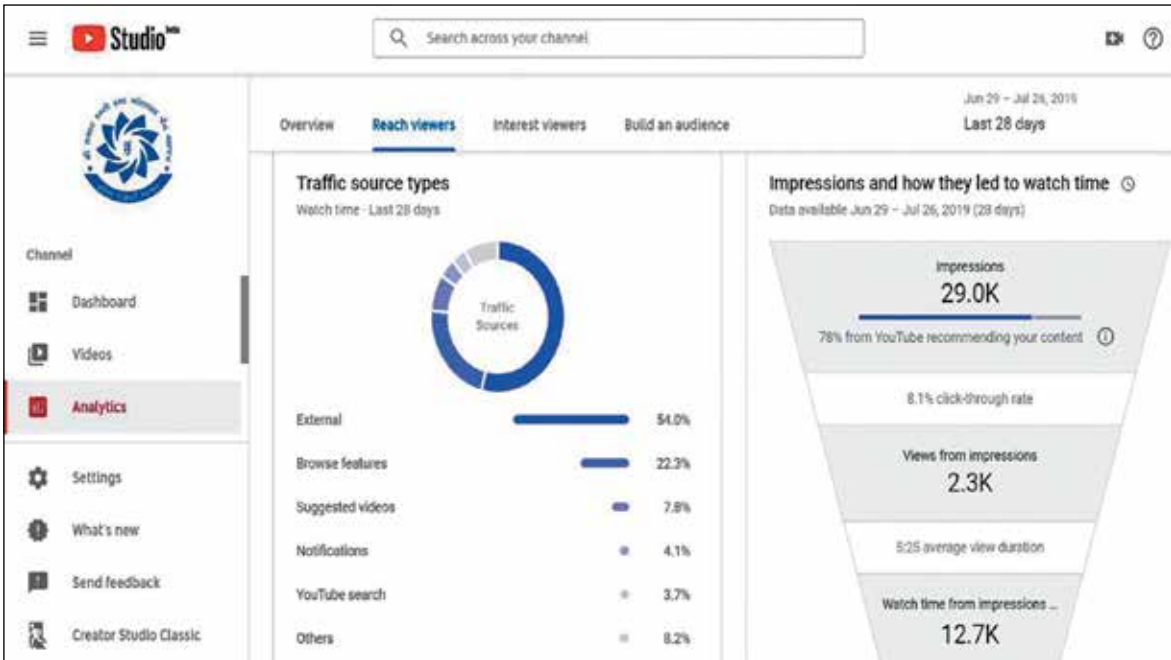 Studio beta
Search across your channel
Channel
Dashboard
Videos
Analytics
Settings
What's new
Send feedback
Creator Studio Classic
Overview Reach viewers Interest viewers Build an audience
Jun 29 – Jul 26, 2019
Last 28 days
Traffic source types
Watch time · Last 28 days
Traffic
Sources
External 54.0%
Browse features 22.3%
Suggested videos 7.8%
Notifications 4.1%
YouTube search 3.7%
Others 8.2%
Impressions and how they led to watch time
Data available Jun 29 – Jul 26, 2019 (28 days)
Impressions
29.0K
78% from YouTube recommending your content
8.1% click-through rate
Views from impressions
2.3K
5:25 average view duration
Watch time from impressions ...
12.7K